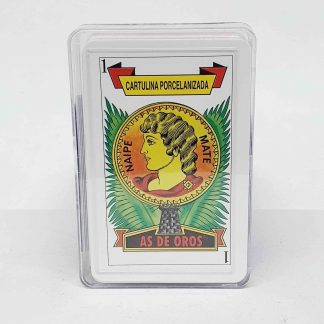 1
CARTULINA PORCELANIZADA
NAIPE MATE
AS DE OROS
1